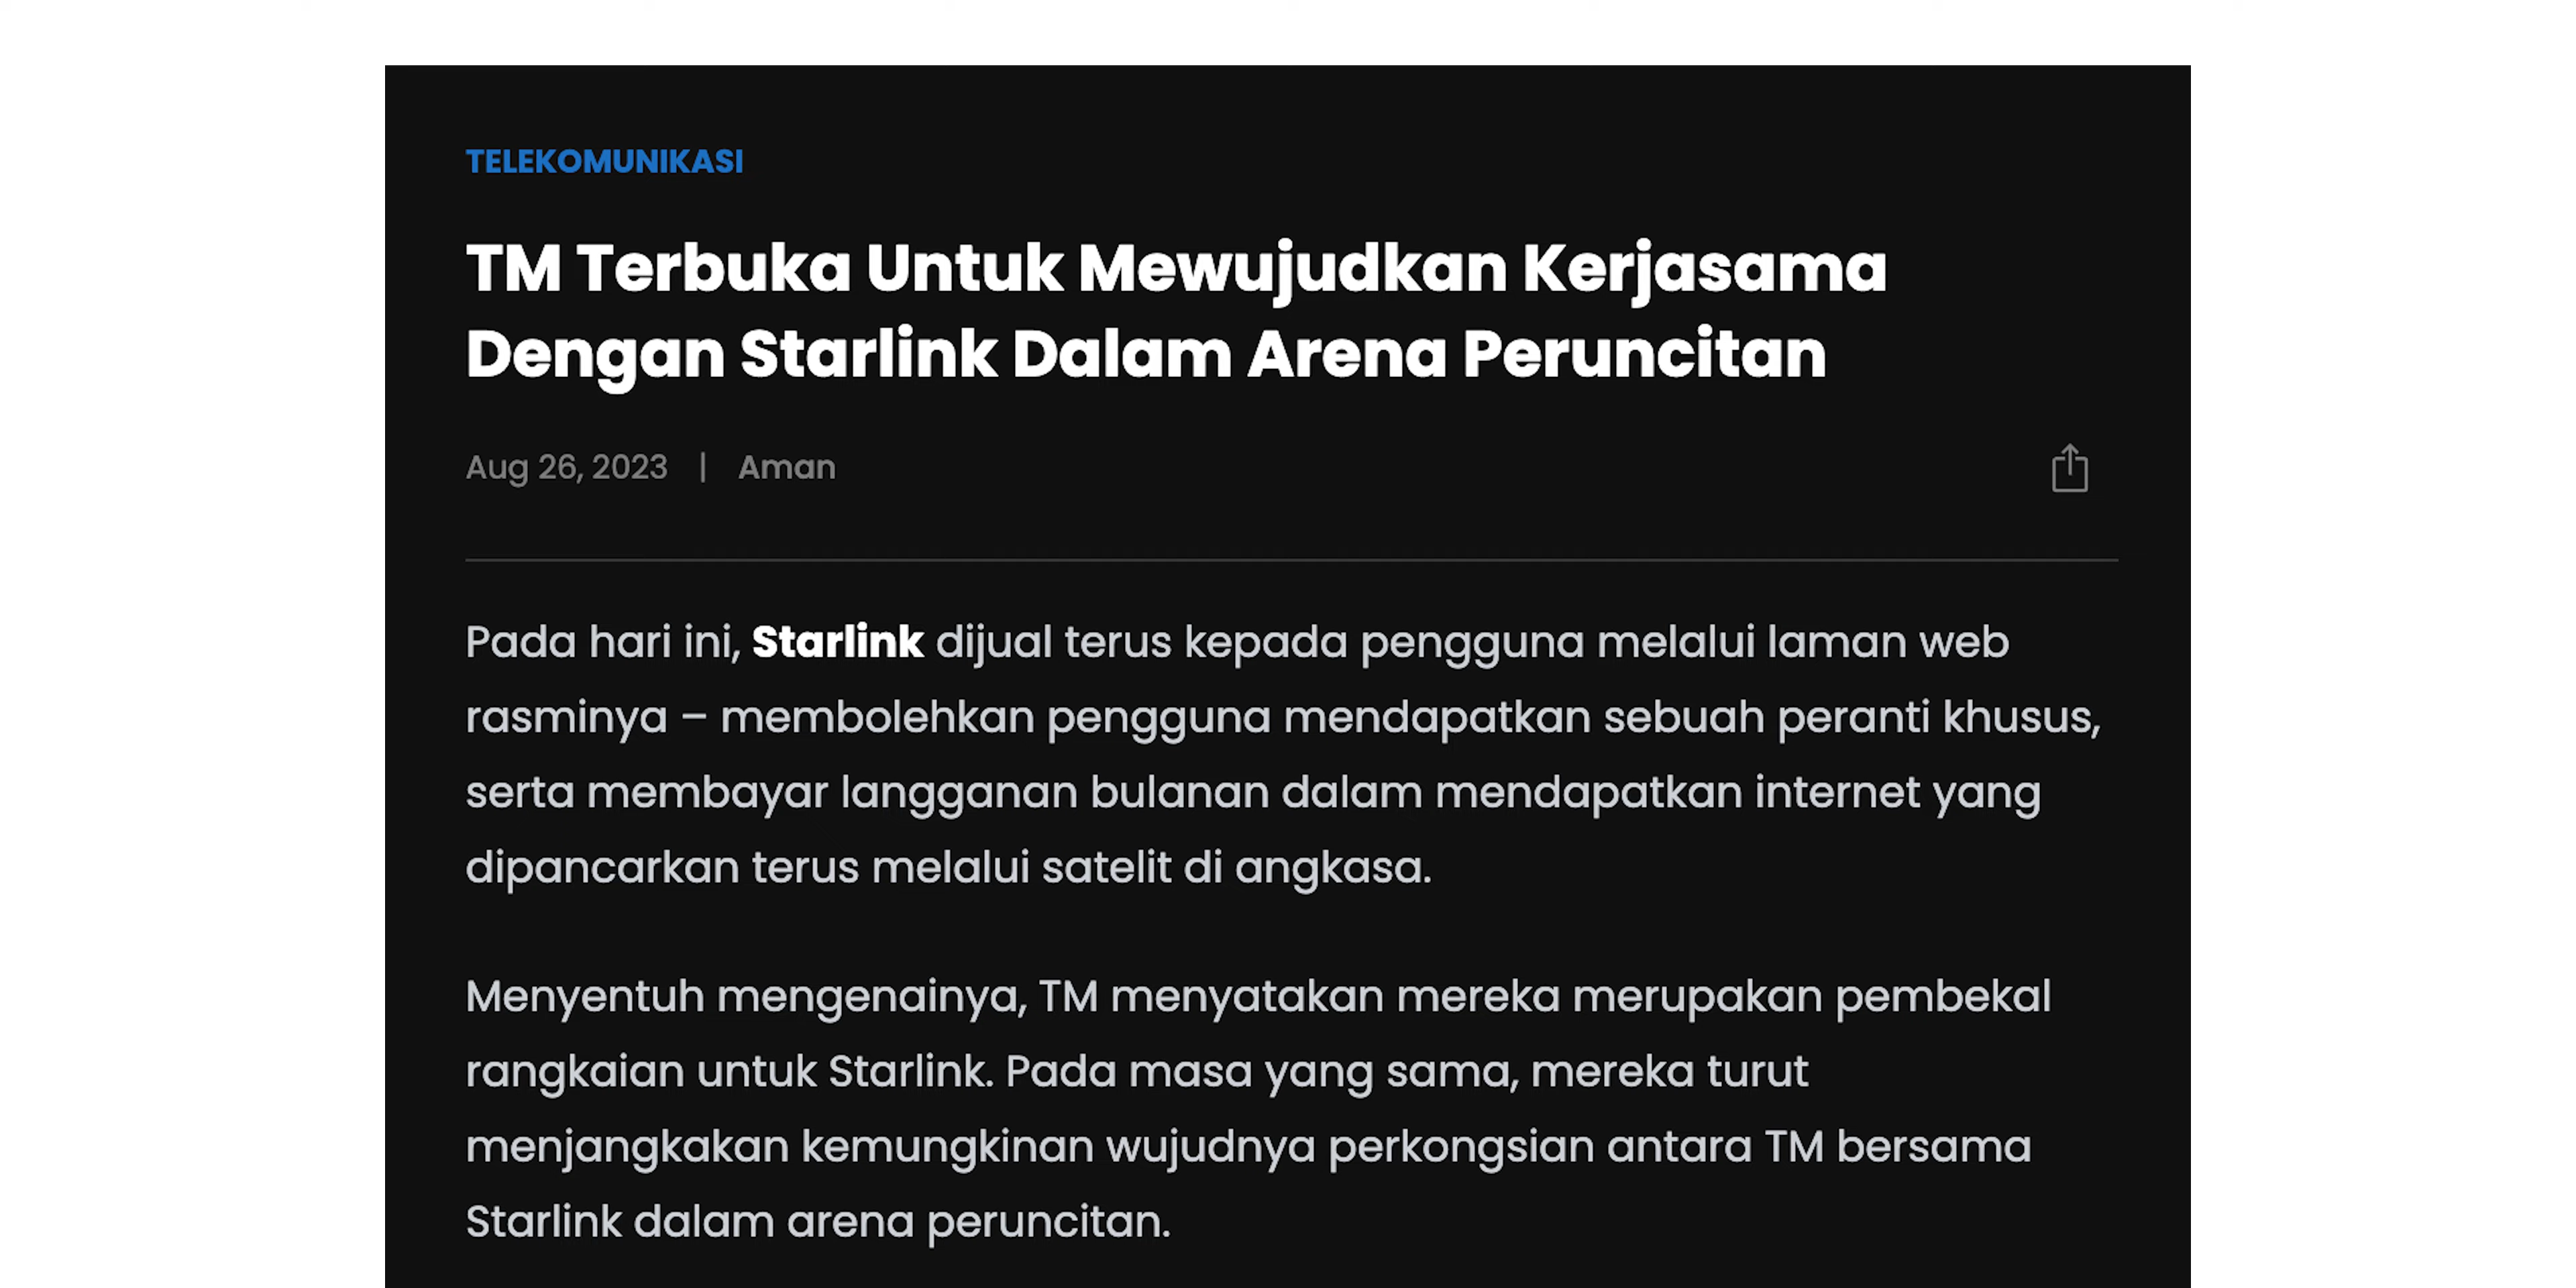 TELEKOMUNIKASI
TM Terbuka Untuk Mewujudkan Kerjasama
Dengan Starlink Dalam Arena Peruncitan
Aug 26, 2023 | Aman
Pada hari ini, Starlink dijual terus kepada pengguna melalui laman web
rasminya – membolehkan pengguna mendapatkan sebuah peranti khusus,
serta membayar langganan bulanan dalam mendapatkan internet yang
dipancarkan terus melalui satelit di angkasa.
Menyentuh mengenainya, TM menyatakan mereka merupakan pembekal
rangkaian untuk Starlink. Pada masa yang sama, mereka turut
menjangkakan kemungkinan wujudnya perkongsian antara TM bersama
Starlink dalam arena peruncitan.